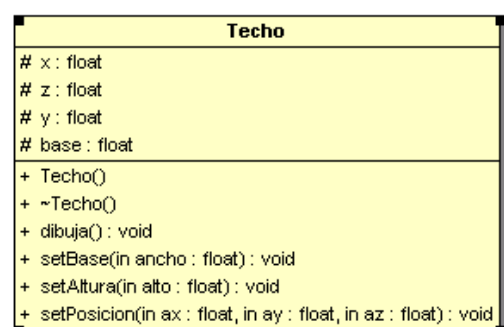 Techo
# x : float
# z : float
# y : float
# base : float
+ Techo()
+ ~Techo()
+ dibuja() : void
+ setBase(in ancho : float) : void
+ setAltura(in alto : float) : void
+ setPosicion(in ax : float, in ay : float, in az : float) : void